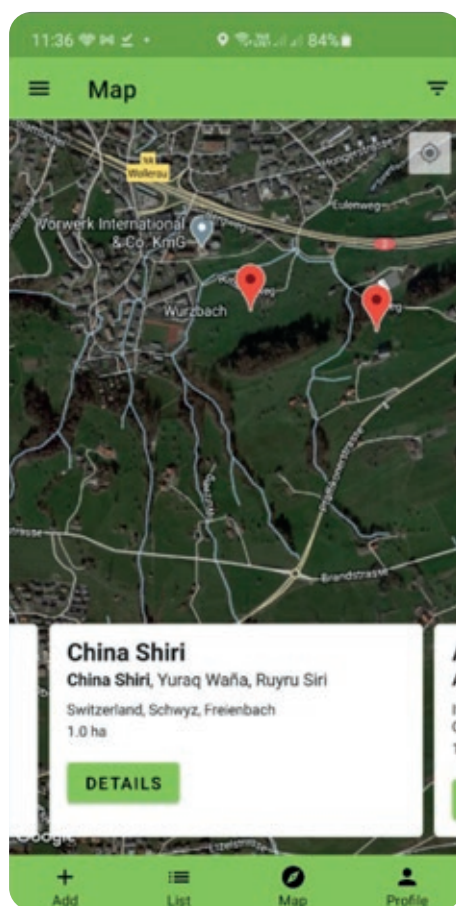 11:36
84%
Map
Wollerau
Eulenweg
Vorwerk International
& Co. KmG
Wurzbach
Brandstrasse
China Shiri
China Shiri, Yuraq Waña, Ruyru Siri
Switzerland, Schwyz, Freienbach
1.0 ha
DETAILS
Google
Etzelstrasse
Add
List
Map
Profile